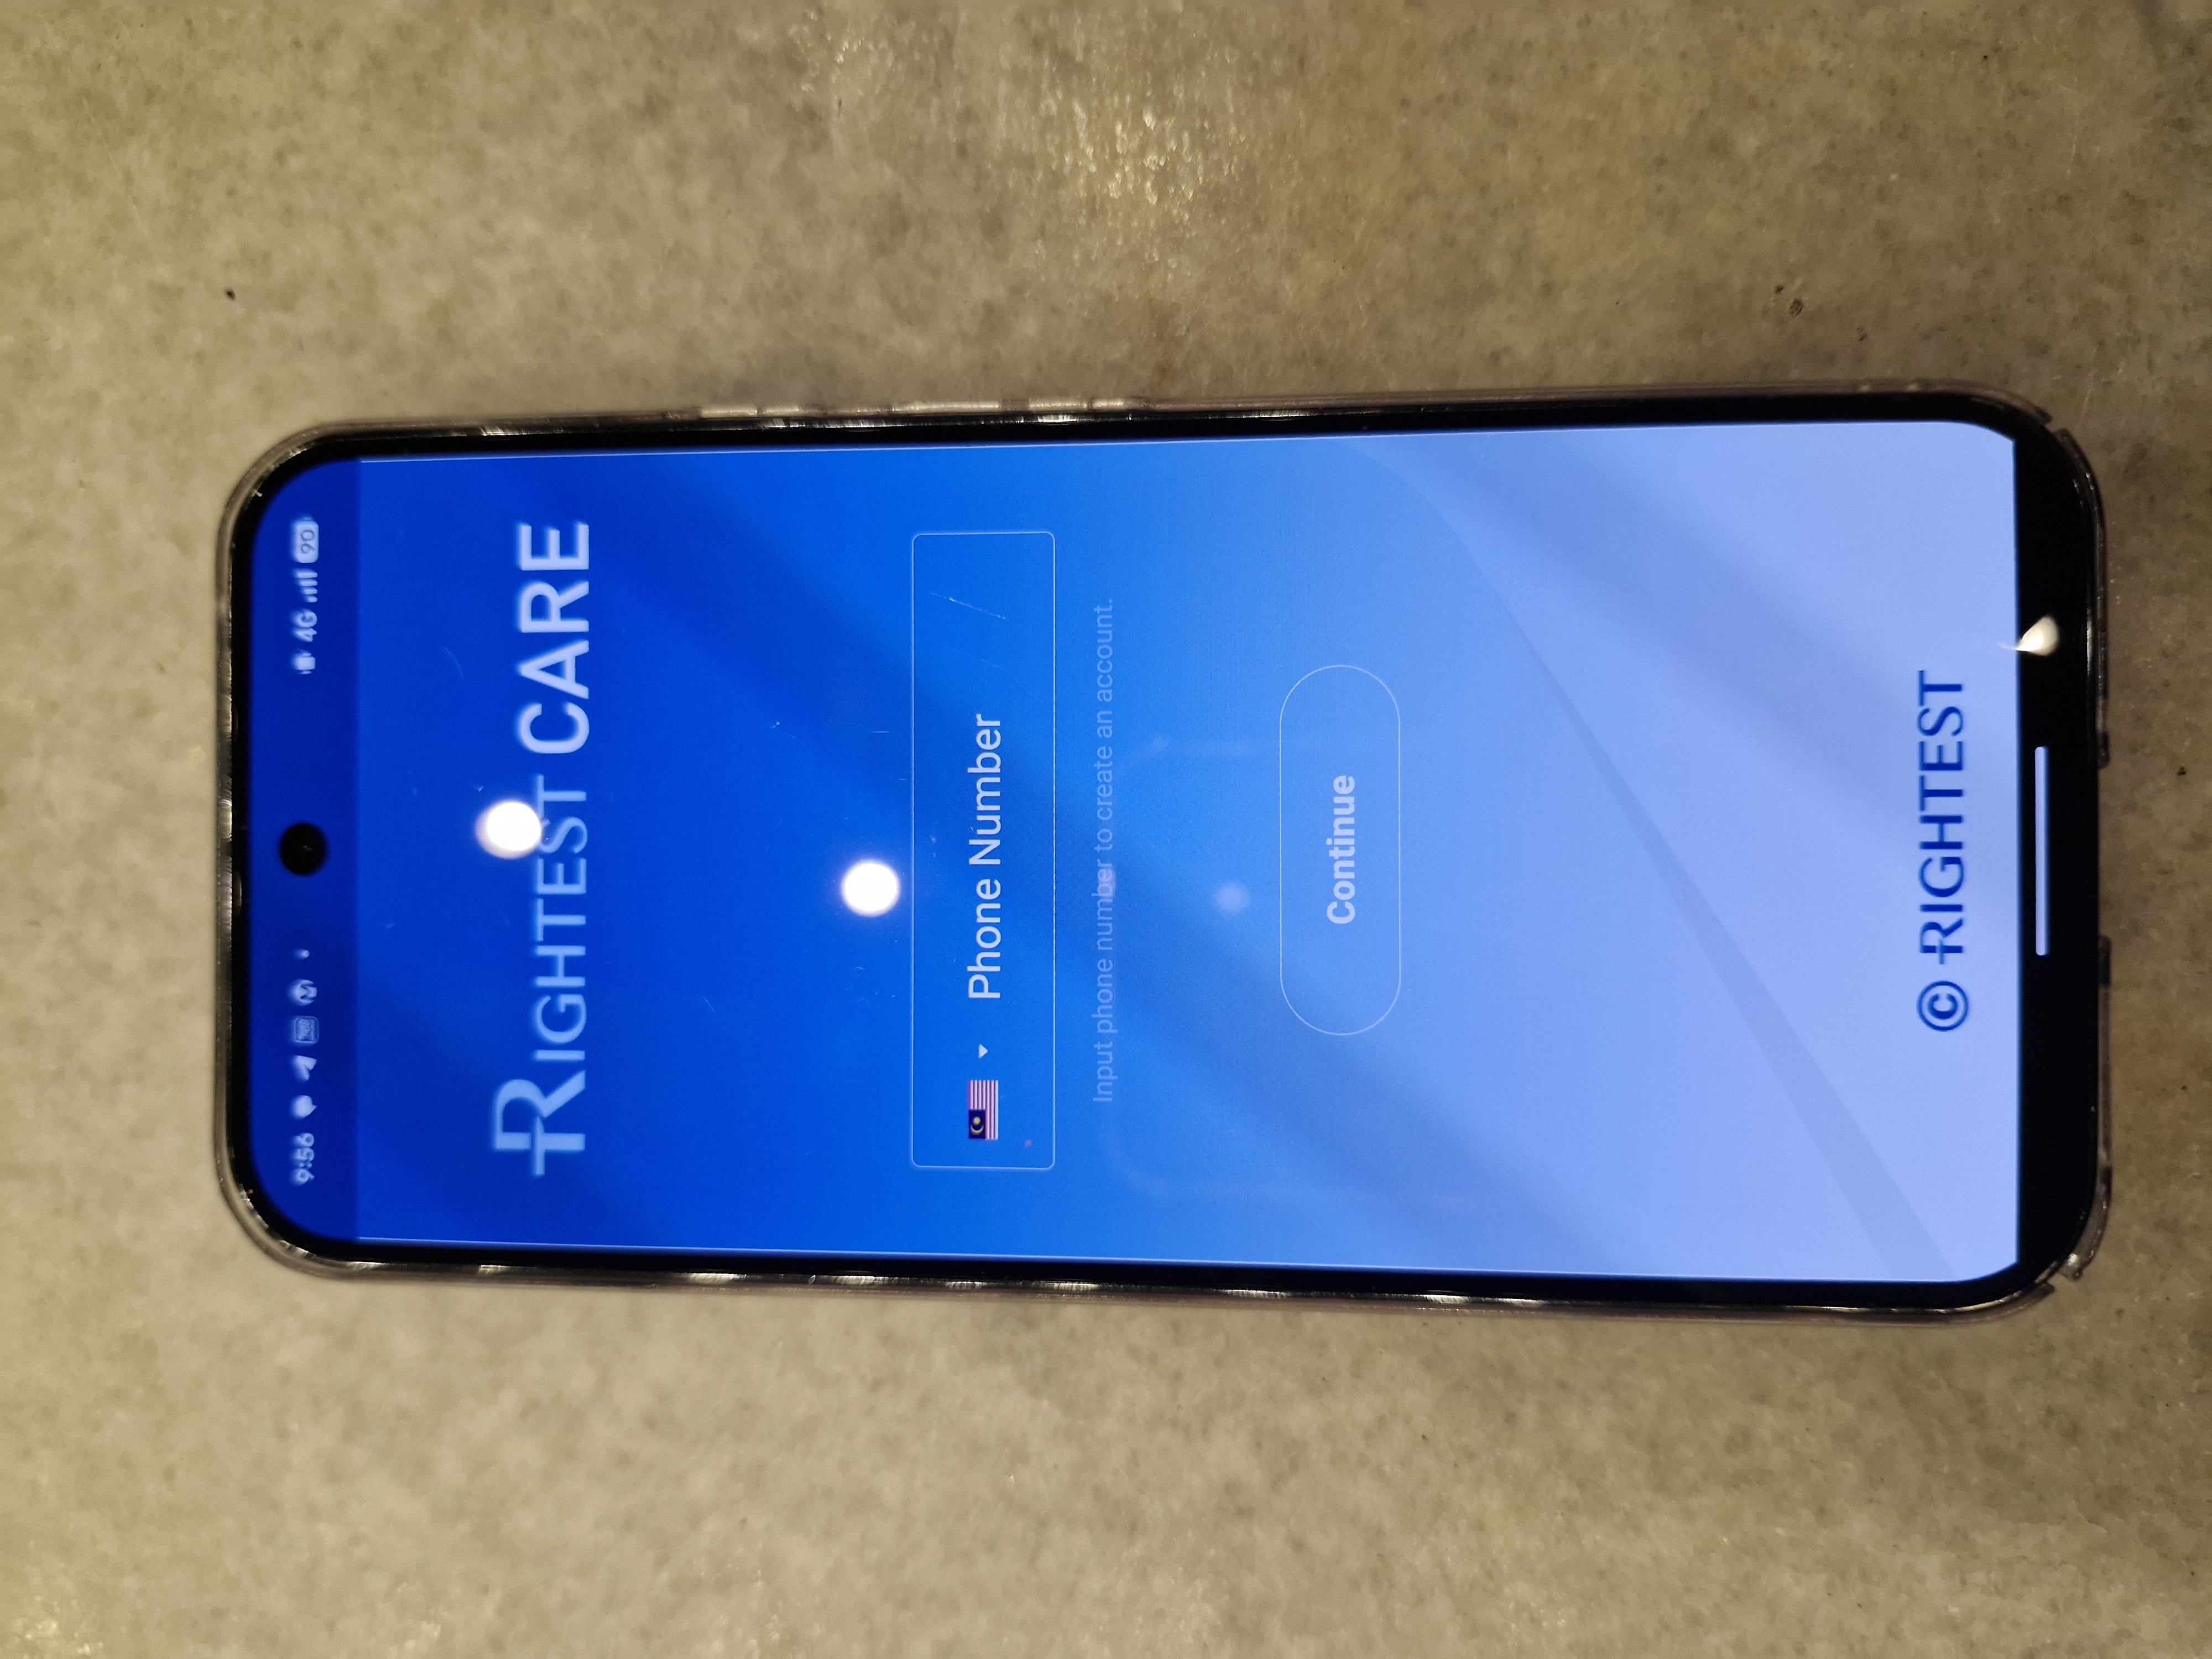 9:56 4G 90
RIGHTEST CARE
Phone Number
Input phone number to create an account.
Continue
© RIGHTEST